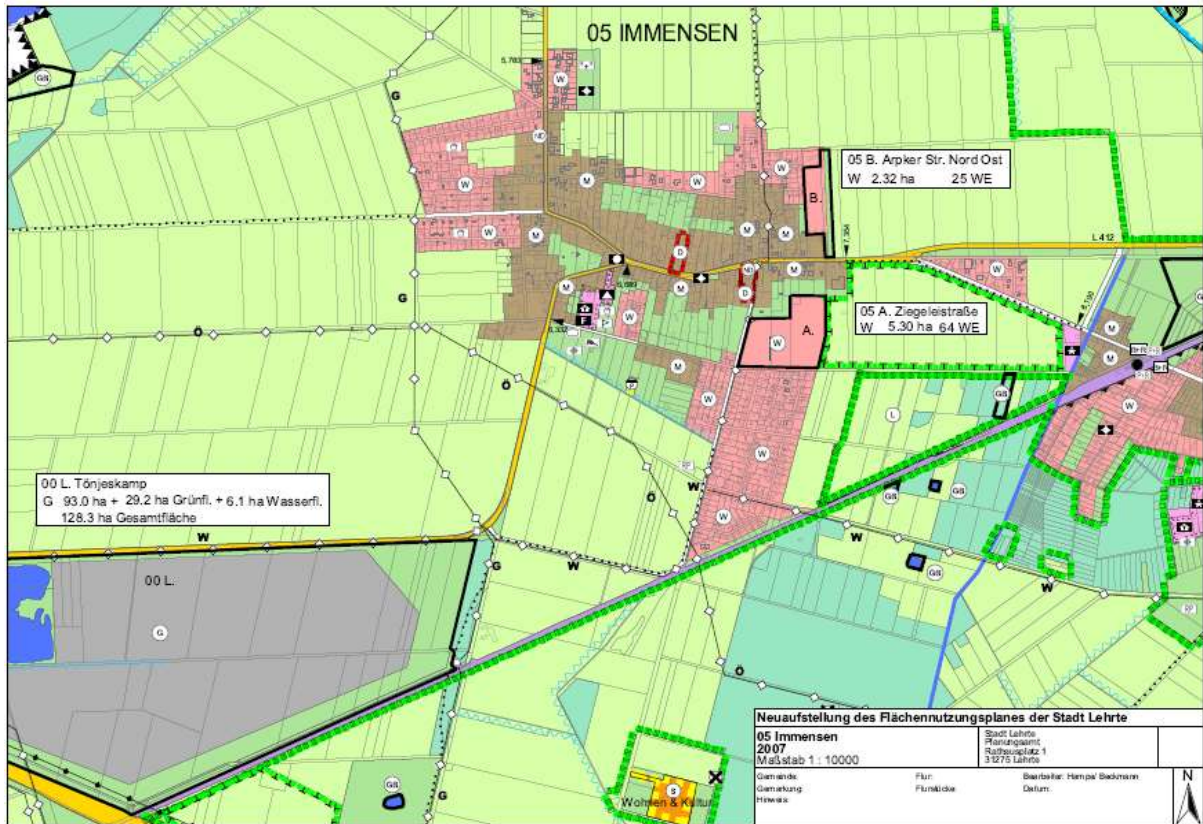 05 IMMENSEN
05 B. Arpker Str. Nord Ost
W 2.32 ha 25 WE
L 412
05 A. Ziegeleistraße
W 5.30 ha 64 WE
A.
B.
00 L. Tönjeskamp
G 93.0 ha + 29.2 ha Grünfl. + 6.1 ha Wasserfl.
128.3 ha Gesamtfläche
00 L.
Wohnen & Kultur
Neuaufstellung des Flächennutzungsplanes der Stadt Lehrte
05 Immensen
2007
Maßstab 1 : 10000
Stadt Lehrte
Planungsamt
Rathausplatz 1
31275 Lehrte
Gemeinde:
Gemarkung:
Hinweis:
Flur:
Flurstücke:
Bearbeiter: Hampe/ Beckmann
Datum:
N